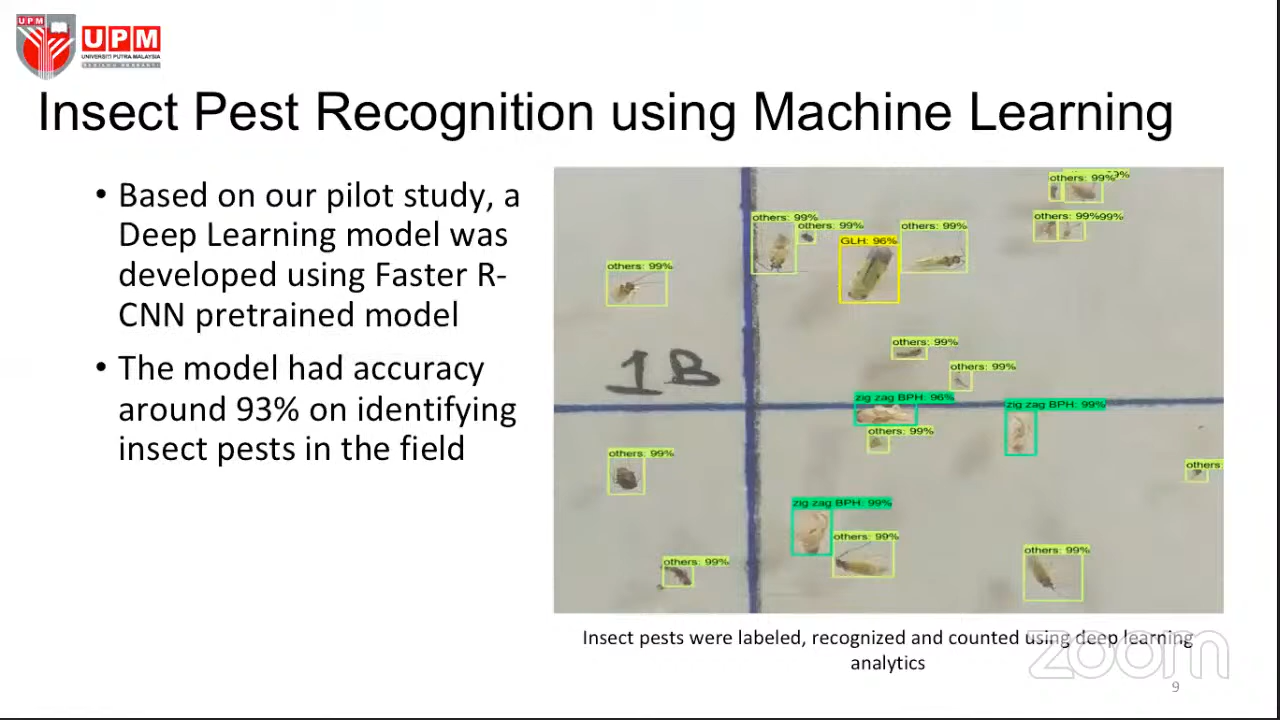 UPM
UPM
UNIVERSITI PUTRA MALAYSIA
Insect Pest Recognition using Machine Learning
• Based on our pilot study, a
Deep Learning model was
developed using Faster R-
CNN pretrained model
• The model had accuracy
around 93% on identifying
insect pests in the field
others: 99%
others: 99%
others: 99%
others: 99%
others: 99%
99%
GLH: 96%
others: 99%
others: 99%
others: 99%
1B
zig zag BPH: 96%
zig zag BPH: 99%
others: 99%
others: 99%
others
zig zag BPH: 99%
others: 99%
others: 99%
others: 99%
Insect pests were labeled, recognized and counted using deep learning
analytics
zoom
9